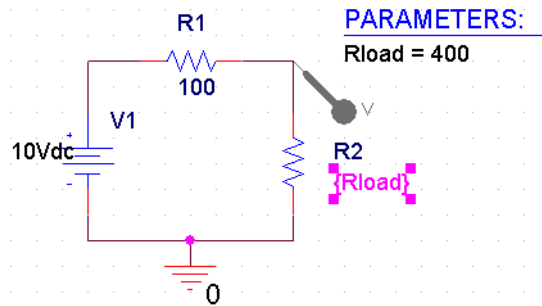 PARAMETERS:
R1
Rload = 400
100
V
V1
+
10Vdc
R2
-
{Rload}
0